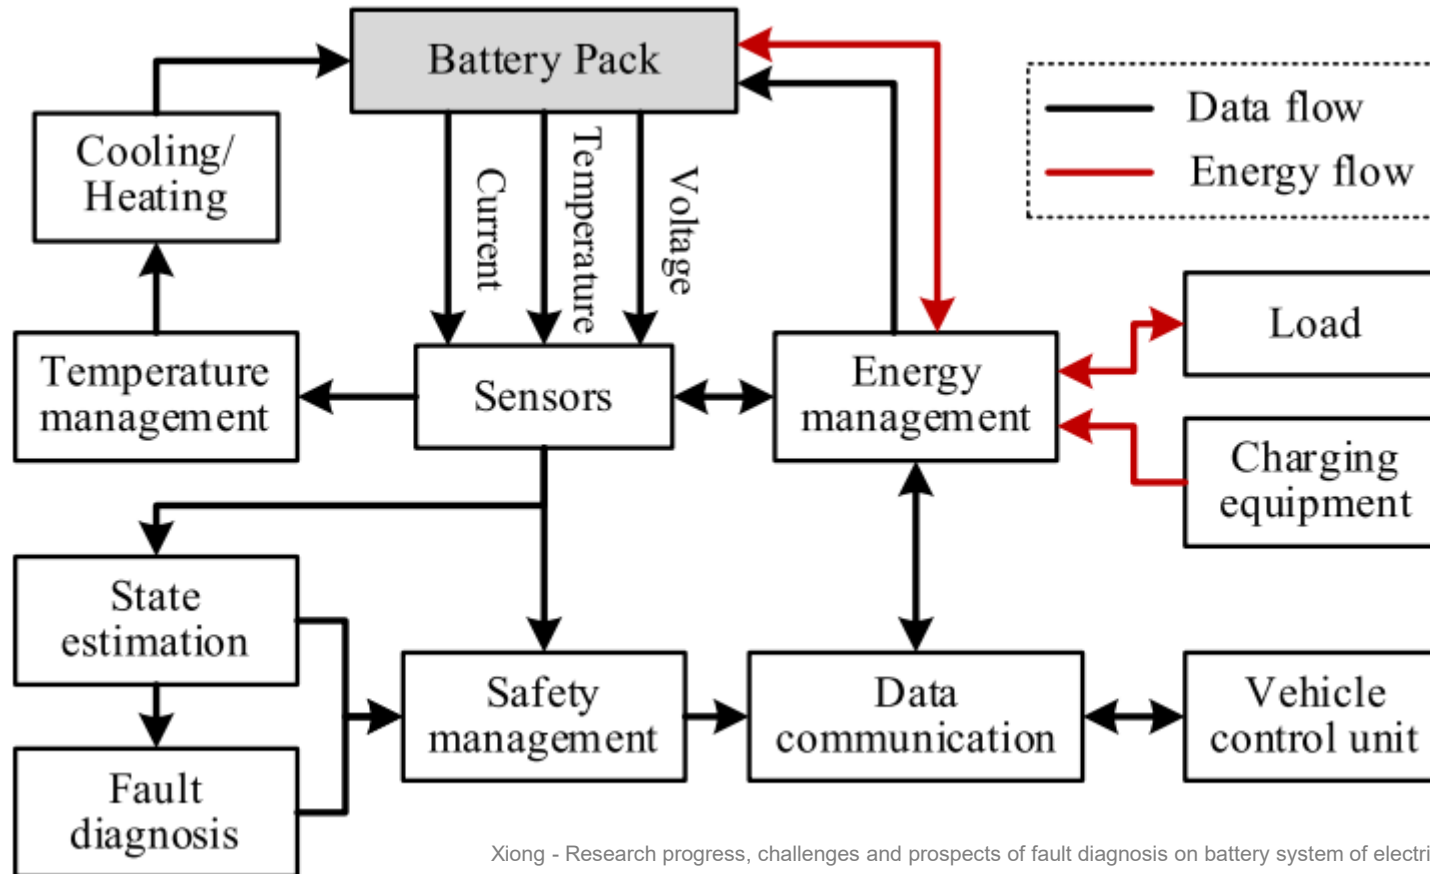 Battery Pack
Data flow
Energy flow
Cooling/
Heating
Current
Temperature
Voltage
Load
Temperature
management
Sensors
Energy
management
Charging
equipment
State
estimation
Safety
management
Data
communication
Vehicle
control unit
Fault
diagnosis
Xiong - Research progress, challenges and prospects of fault diagnosis on battery system of electri